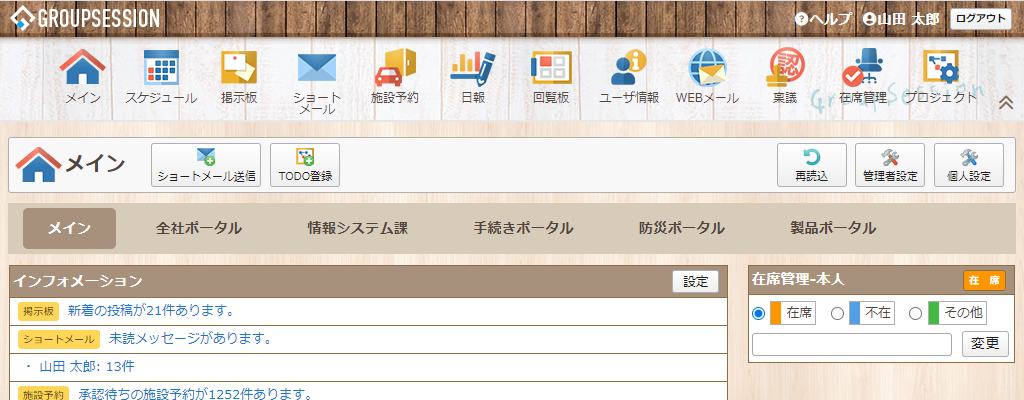 GROUPSESSION
ヘルプ 山田 太郎 ログアウト
メイン スケジュール 掲示板 ショートメール 施設予約 日報 回覧板 ユーザ情報 WEBメール 稟議 在席管理 プロジェクト
認
GroupSession
メイン ショートメール送信 TODO登録 再読込 管理者設定 個人設定
メイン 全社ポータル 情報システム課 手続きポータル 防災ポータル 製品ポータル
インフォメーション 設定
掲示板 新着の投稿が21件あります。
ショートメール 未読メッセージがあります。
・ 山田 太郎: 13件
施設予約 承認待ちの施設予約が1252件あります。
在席管理-本人 在 席
在席 不在 その他
変更